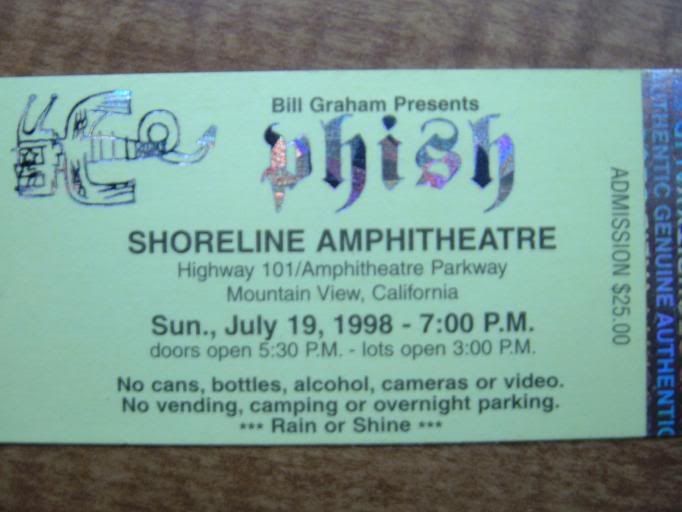 Bill Graham Presents
phish
SHORELINE AMPHITHEATRE
Highway 101/Amphitheatre Parkway
Mountain View, California
Sun., July 19, 1998 - 7:00 P.M.
doors open 5:30 P.M. - lots open 3:00 P.M.
No cans, bottles, alcohol, cameras or video.
No vending, camping or overnight parking.
*** Rain or Shine ***
ADMISSION $25.00
AUTHENTIC GENUINE AUTHENTIC